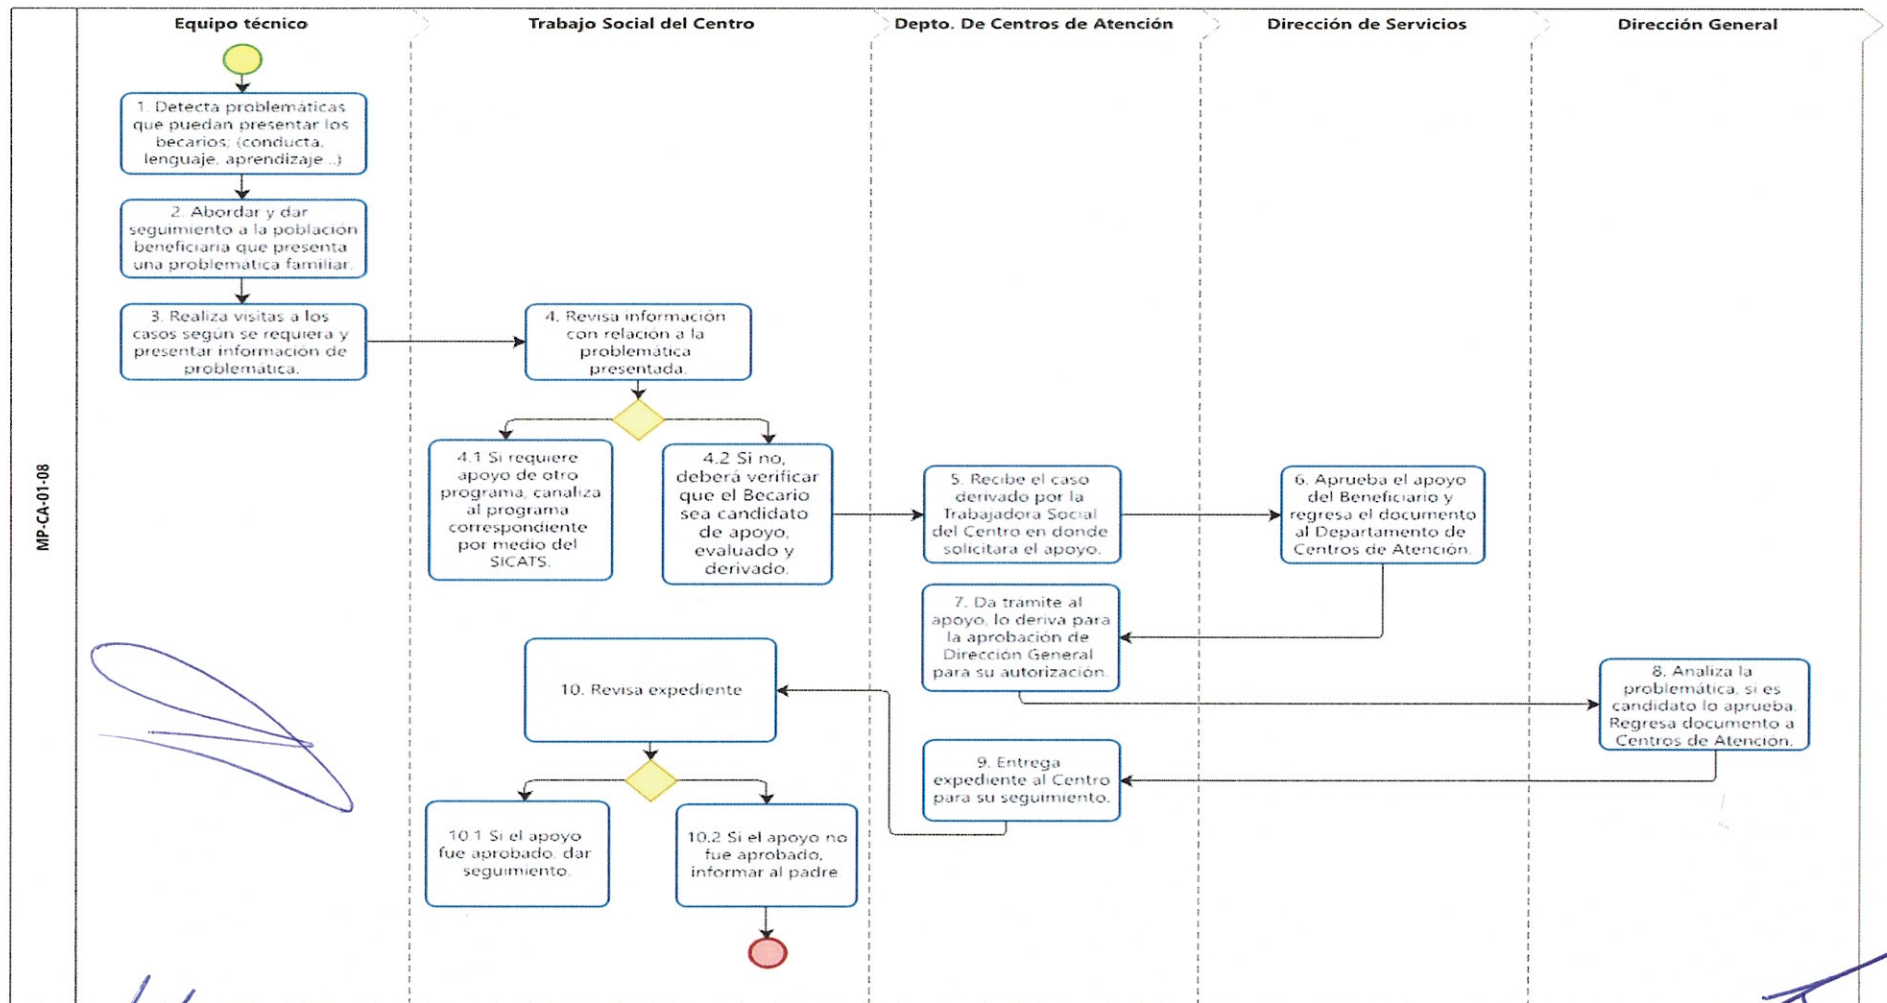 Equipo técnico
Trabajo Social del Centro
Depto. De Centros de Atención
Dirección de Servicios
Dirección General
MP-CA-01-08
1. Detecta problemáticas
que puedan presentar los
becarios; (conducta,
lenguaje, aprendizaje...)
2. Abordar y dar
seguimiento a la población
beneficiaria que presenta
una problemática familiar.
3. Realiza visitas a los
casos según se requiera y
presentar información de
problemática.
4. Revisa información
con relación a la
problemática
presentada.
4.1 Si requiere
apoyo de otro
programa, canaliza
al programa
correspondiente
por medio del
SICATS.
4.2 Si no,
deberá verificar
que el Becario
sea candidato
de apoyo,
evaluado y
derivado.
5. Recibe el caso
derivado por la
Trabajadora Social
del Centro en donde
solicitara el apoyo.
6. Aprueba el apoyo
del Beneficiario y
regresa el documento
al Departamento de
Centros de Atención.
7. Da tramite al
apoyo, lo deriva para
la aprobación de
Dirección General
para su autorización.
8. Analiza la
problemática, si es
candidato lo aprueba.
Regresa documento a
Centros de Atención.
9. Entrega
expediente al Centro
para su seguimiento.
10. Revisa expediente
10.1 Si el apoyo
fue aprobado, dar
seguimiento.
10.2 Si el apoyo no
fue aprobado,
informar al padre